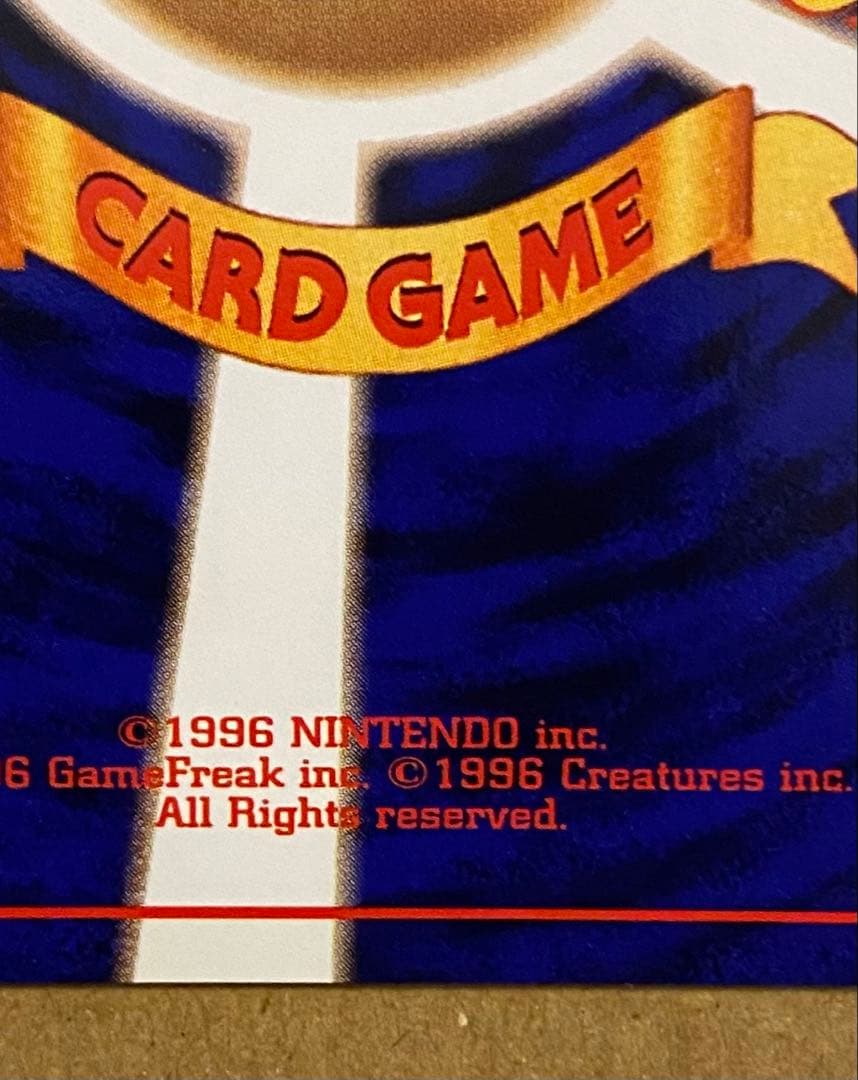 CARD GAME
©1996 NINTENDO inc.
6 GameFreak inc. ©1996 Creatures inc.
All Rights reserved.